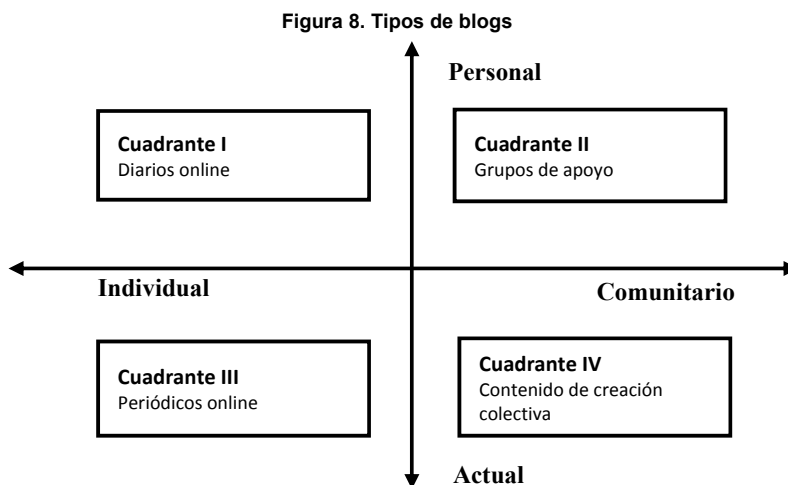 Figura 8. Tipos de blogs
Personal
Cuadrante I
Diarios online
Cuadrante II
Grupos de apoyo
Individual
Comunitario
Cuadrante III
Periódicos online
Cuadrante IV
Contenido de creación
colectiva
Actual